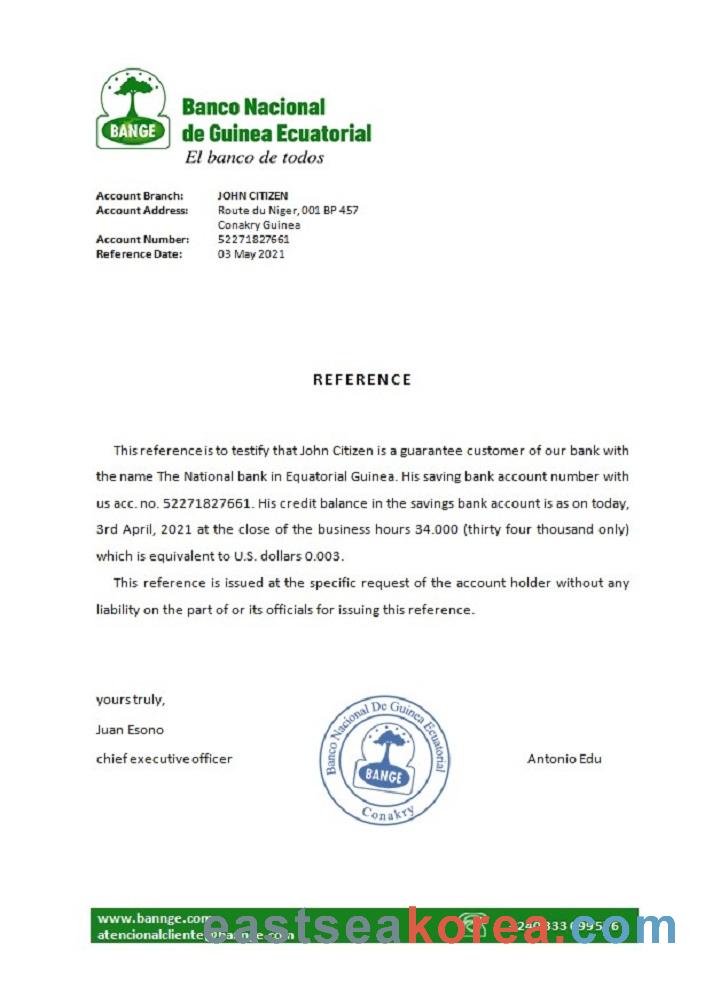 BANGE
Banco Nacional
de Guinea Ecuatorial
El banco de todos
Account Branch: JOHN CITIZEN
Account Address: Route du Niger, 001 BP 457
Conakry Guinea
Account Number: 52271827661
Reference Date: 03 May 2021
REFERENCE
This reference is to testify that John Citizen is a guarantee customer of our bank with
the name The National bank in Equatorial Guinea. His saving bank account number with
us acc. no. 52271827661. His credit balance in the savings bank account is as on today,
3rd April, 2021 at the close of the business hours 34.000 (thirty four thousand only)
which is equivalent to U.S. dollars 0.003.
This reference is issued at the specific request of the account holder without any
liability on the part of or its officials for issuing this reference.
yours truly,
Juan Esono
chief executive officer
Banco Nacional De Guinea Ecuatorial
BANGE
Conakry
Antonio Edu
www.bannge.com
atencionalcliente
240 333
eastseakorea.com